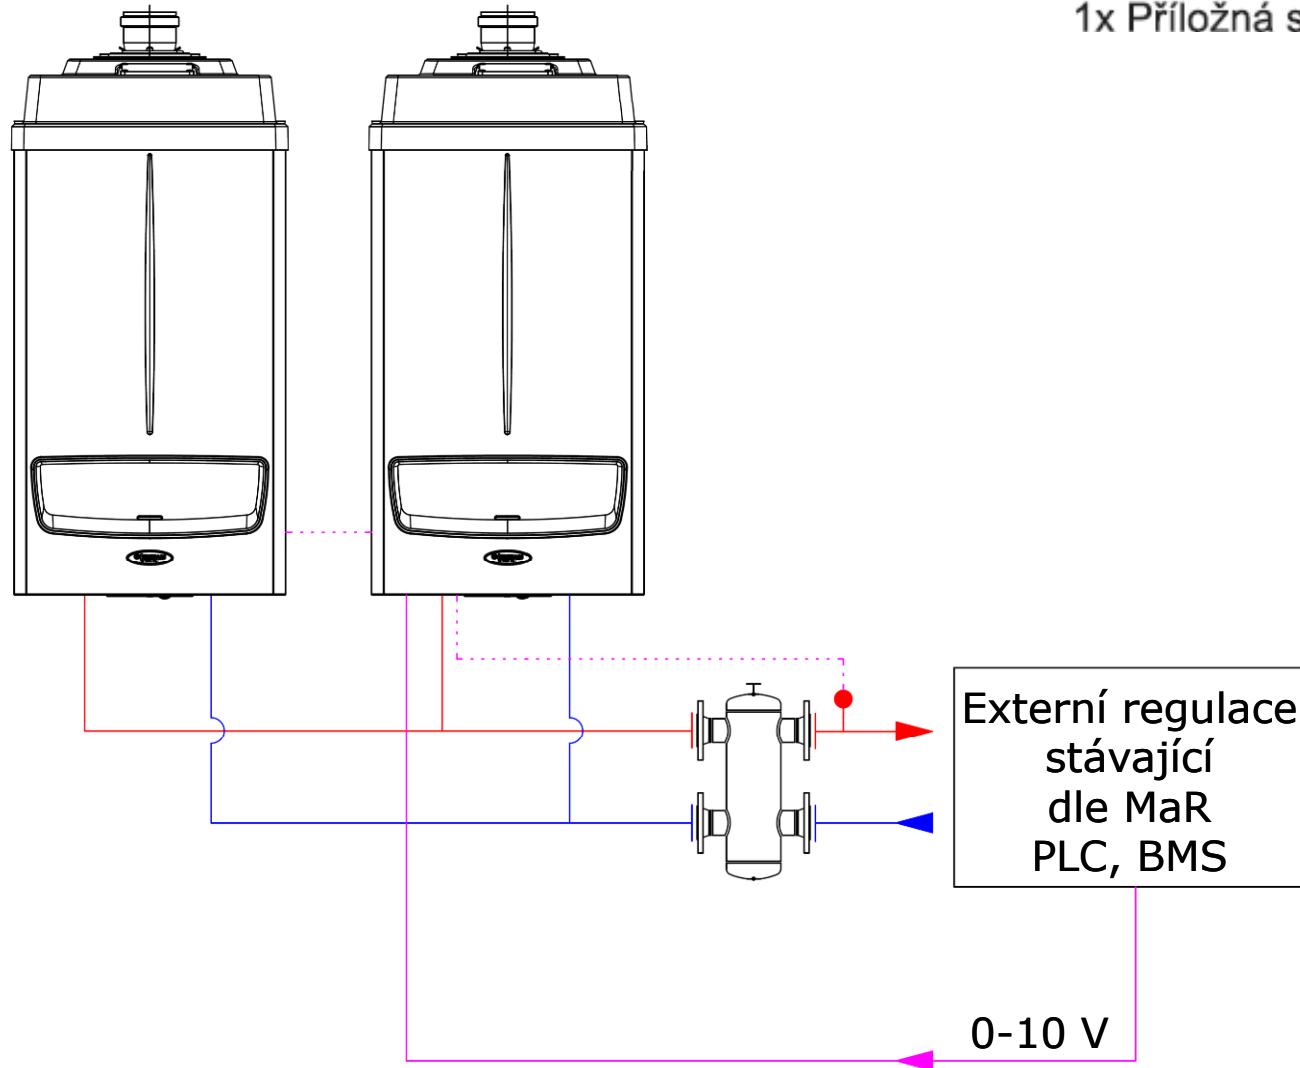 1x Příložná s
Externí regulace
stávající
dle MaR
PLC, BMS
0-10 V